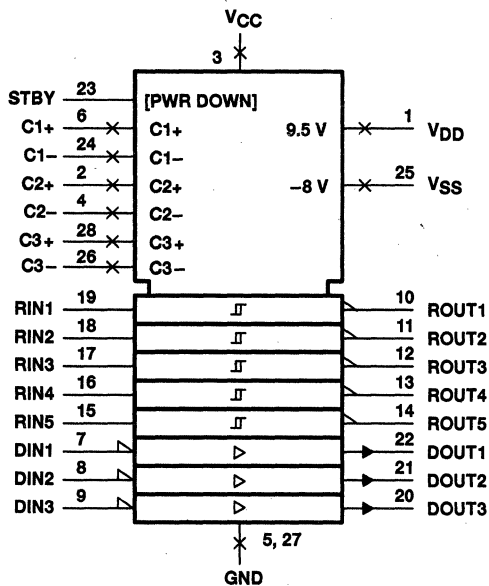 VCC
3
STBY 23 [PWR DOWN]
C1+ 6 C1+ 9.5 V 1 VDD
C1− 24 C1−
C2+ 2 C2+ −8 V 25 VSS
C2− 4 C2−
C3+ 28 C3+
C3− 26 C3−
RIN1 19 10 ROUT1
RIN2 18 11 ROUT2
RIN3 17 12 ROUT3
RIN4 16 13 ROUT4
RIN5 15 14 ROUT5
DIN1 7 22 DOUT1
DIN2 8 21 DOUT2
DIN3 9 20 DOUT3
5, 27
GND